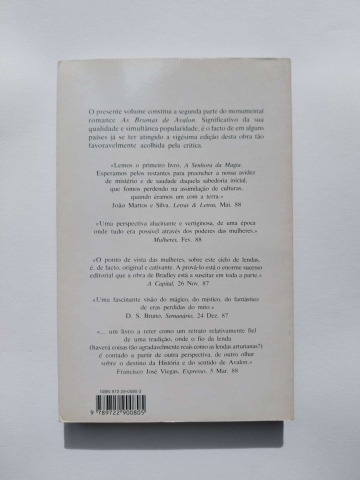 O presente volume constitui a segunda parte do monumental
romance As Brumas de Avalon. Significativo da sua
qualidade e simultânea popularidade, é o facto de em alguns
países já se ter atingido a vigésima edição desta obra tão
favoravelmente acolhida pela crítica.
«Lemos o primeiro livro, A Senhora da Magia.
Esperamos pelos restantes para preencher a nossa avidez
de mistério e de saudade daquela sabedoria inicial,
que fomos perdendo na assimilação de culturas,
quando éramos um com a terra.»
João Mattos e Silva, Letras & Letras, Mai. 88
«Uma perspectiva alucinante e vertiginosa, de uma época
onde tudo era possível através dos poderes das mulheres.»
Mulheres, Fev. 88
«O ponto de vista das mulheres, sobre este ciclo de lendas,
é, de facto, original e cativante. A prová-lo está o enorme sucesso
editorial que a obra de Bradley está a suscitar em toda a parte.»
A Capital, 26 Nov. 87
«Uma fascinante visão do mágico, do místico, do fantástico
de eras perdidas do mito.»
D. S. Bruno, Semanário, 24 Dez. 87
«... um livro a reter como um retrato relativamente fiel
de uma tradição, onde o fio da lenda
(haverá coisas tão agradavelmente reais como as lendas arturianas?)
é contado a partir de outra perspectiva, de outro olhar
sobre o destino da História e do sentido de Avalon.»
Francisco José Viegas, Expresso, 5 Mar. 88
9 789722 900805